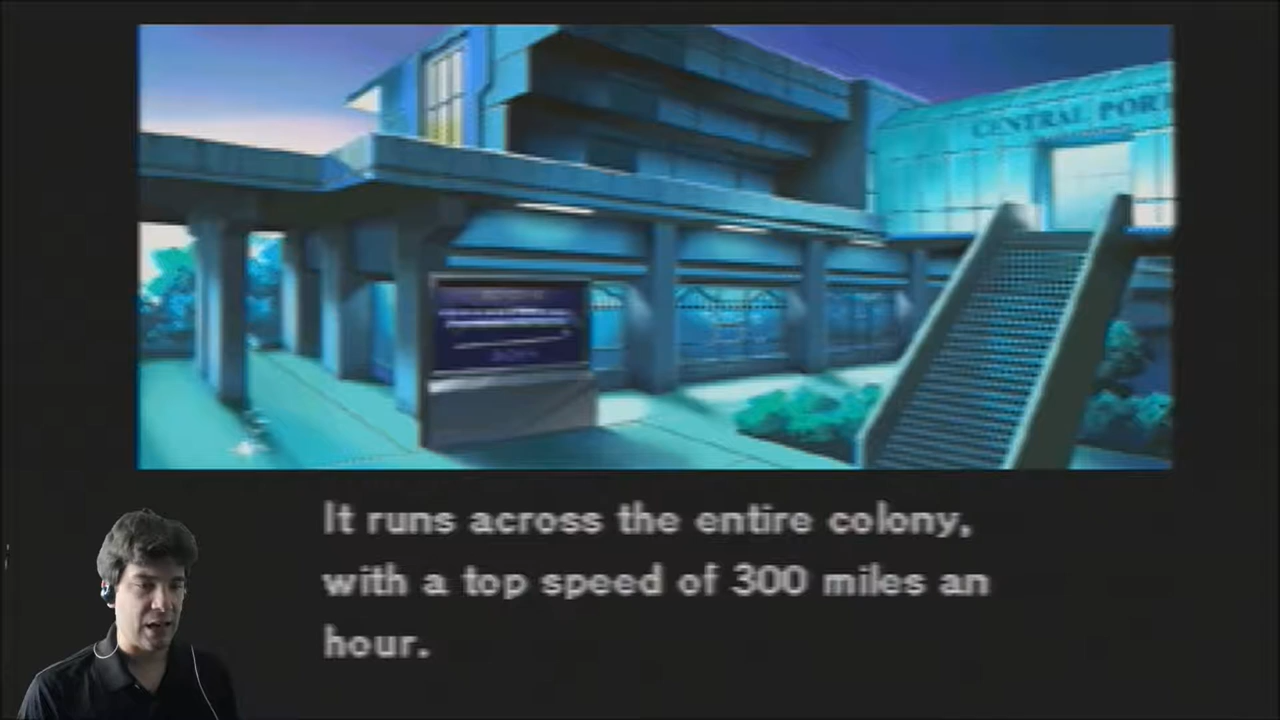 CENTRAL PORT
It runs across the entire colony,
with a top speed of 300 miles an
hour.